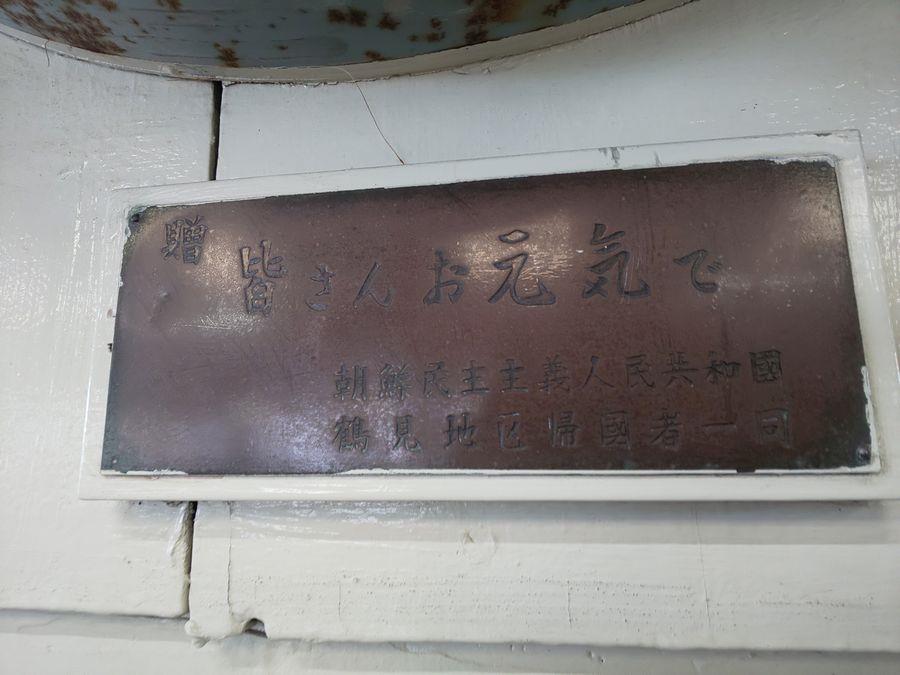 贈
皆さんお元気で
朝鮮民主主義人民共和國
鶴見地区帰國者一同